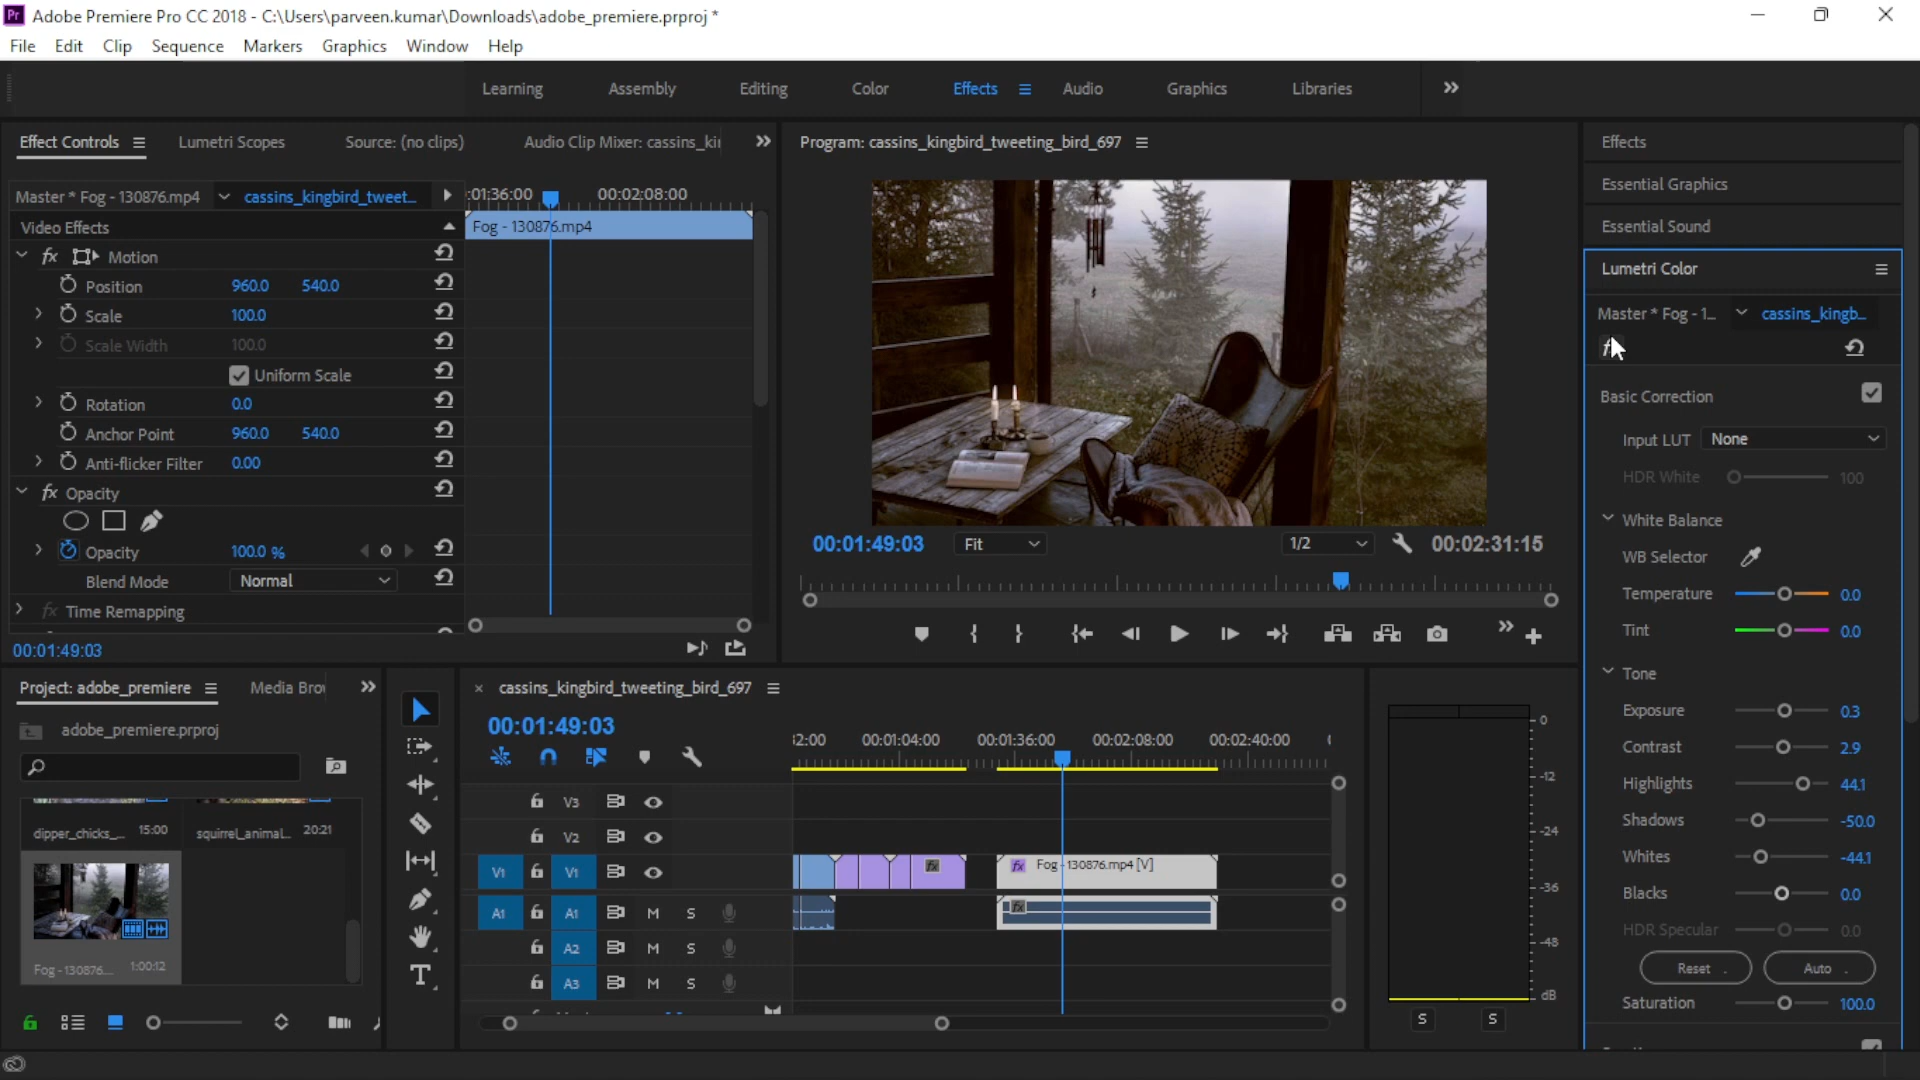 Adobe Premiere Pro CC 2018 - C:\Users\parveen.kumar\Downloads\adobe_premiere.prproj *
File Edit Clip Sequence Markers Graphics Window Help
Learning Assembly Editing Color Effects Audio Graphics Libraries
Effect Controls Lumetri Scopes Source: (no clips) Audio Clip Mixer: cassins_ki
Master * Fog - 130876.mp4 cassins_kingbird_tweet...
:01:36:00 00:02:08:00
Video Effects
Fog - 130876.mp4
fx Motion
Position 960.0 540.0
Scale 100.0
Scale Width 100.0
Uniform Scale
Rotation 0.0
Anchor Point 960.0 540.0
Anti-flicker Filter 0.00
fx Opacity
Opacity 100.0 %
Blend Mode Normal
fx Time Remapping
00:01:49:03
Program: cassins_kingbird_tweeting_bird_697
00:01:49:03 Fit 1/2 00:02:31:15
Effects
Essential Graphics
Essential Sound
Lumetri Color
Master * Fog - 1... cassins_kingb...
Basic Correction
Input LUT None
HDR White 100
White Balance
WB Selector
Temperature 0.0
Tint 0.0
Tone
Exposure 0.3
Contrast 2.9
Highlights 44.1
Shadows -50.0
Whites -44.1
Blacks 0.0
HDR Specular 0.0
Reset Auto
Saturation 100.0
Project: adobe_premiere Media Bro
adobe_premiere.prproj
dipper_chicks_... 15:00 squirrel_animal... 20:21
Fog - 130876... 1:00:12
cassins_kingbird_tweeting_bird_697
00:01:49:03
32:00 00:01:04:00 00:01:36:00 00:02:08:00 00:02:40:00
V3
V2
V1 V1 fx fx Fog - 130876.mp4 [V]
A1 A1 M S fx
A2 M S
A3 M S
0
-12
-24
-36
-48
dB
S S